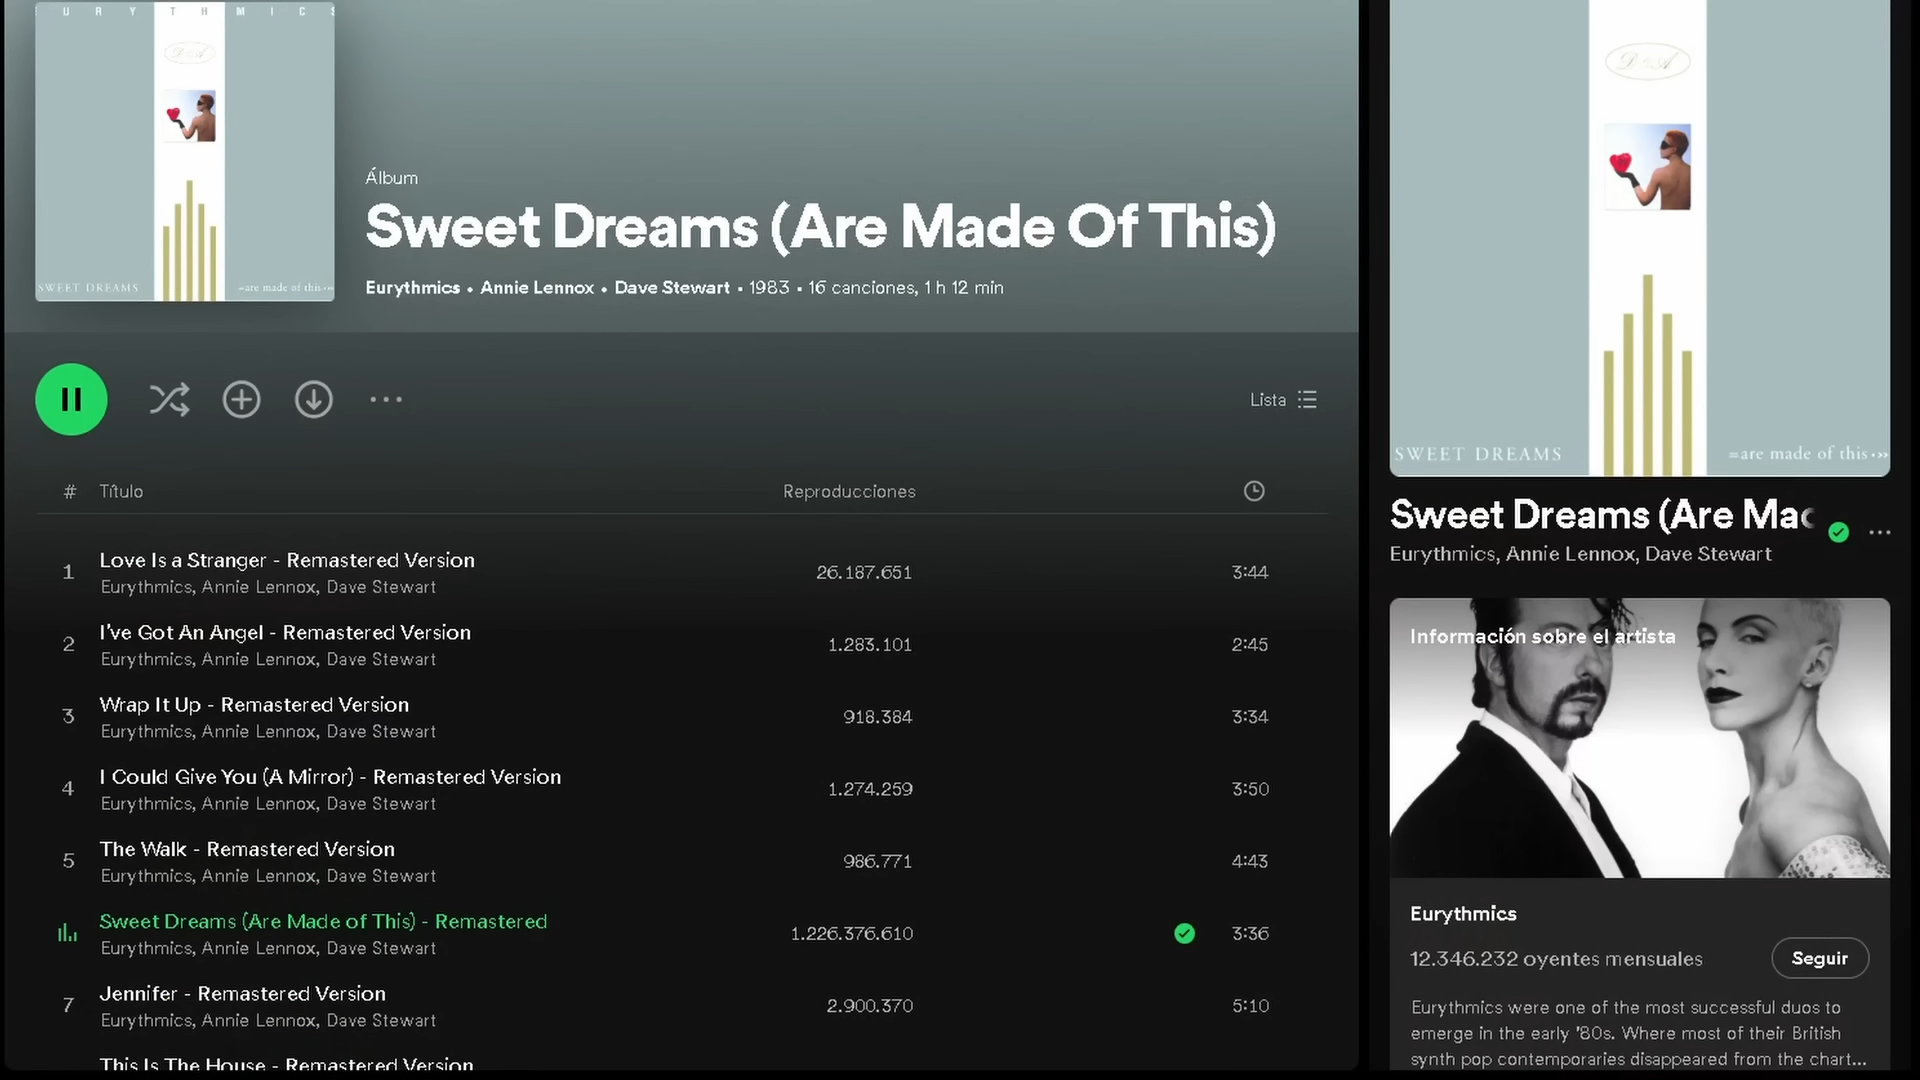 U R Y T H M I C S
DnA
SWEET DREAMS
=are made of this
Álbum
Sweet Dreams (Are Made Of This)
Eurythmics • Annie Lennox • Dave Stewart • 1983 • 16 canciones, 1 h 12 min
Lista
# Título Reproducciones
1 Love Is a Stranger - Remastered Version 26.187.651 3:44
Eurythmics, Annie Lennox, Dave Stewart
2 I've Got An Angel - Remastered Version 1.283.101 2:45
Eurythmics, Annie Lennox, Dave Stewart
3 Wrap It Up - Remastered Version 918.384 3:34
Eurythmics, Annie Lennox, Dave Stewart
4 I Could Give You (A Mirror) - Remastered Version 1.274.259 3:50
Eurythmics, Annie Lennox, Dave Stewart
5 The Walk - Remastered Version 986.771 4:43
Eurythmics, Annie Lennox, Dave Stewart
Sweet Dreams (Are Made of This) - Remastered 1.226.376.610 3:36
Eurythmics, Annie Lennox, Dave Stewart
7 Jennifer - Remastered Version 2.900.370 5:10
Eurythmics, Annie Lennox, Dave Stewart
This Is The House - Remastered Version
SWEET DREAMS
=are made of this
Sweet Dreams (Are Mad
Eurythmics, Annie Lennox, Dave Stewart
Información sobre el artista
Eurythmics
12.346.232 oyentes mensuales
Seguir
Eurythmics were one of the most successful duos to
emerge in the early '80s. Where most of their British
synth pop contemporaries disappeared from the chart...